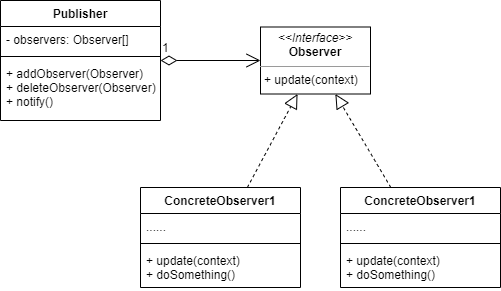 Publisher
- observers: Observer[]
+ addObserver(Observer)
+ deleteObserver(Observer)
+ notify()
1
<<Interface>>
Observer
+ update(context)
ConcreteObserver1
......
+ update(context)
+ doSomething()
ConcreteObserver1
......
+ update(context)
+ doSomething()